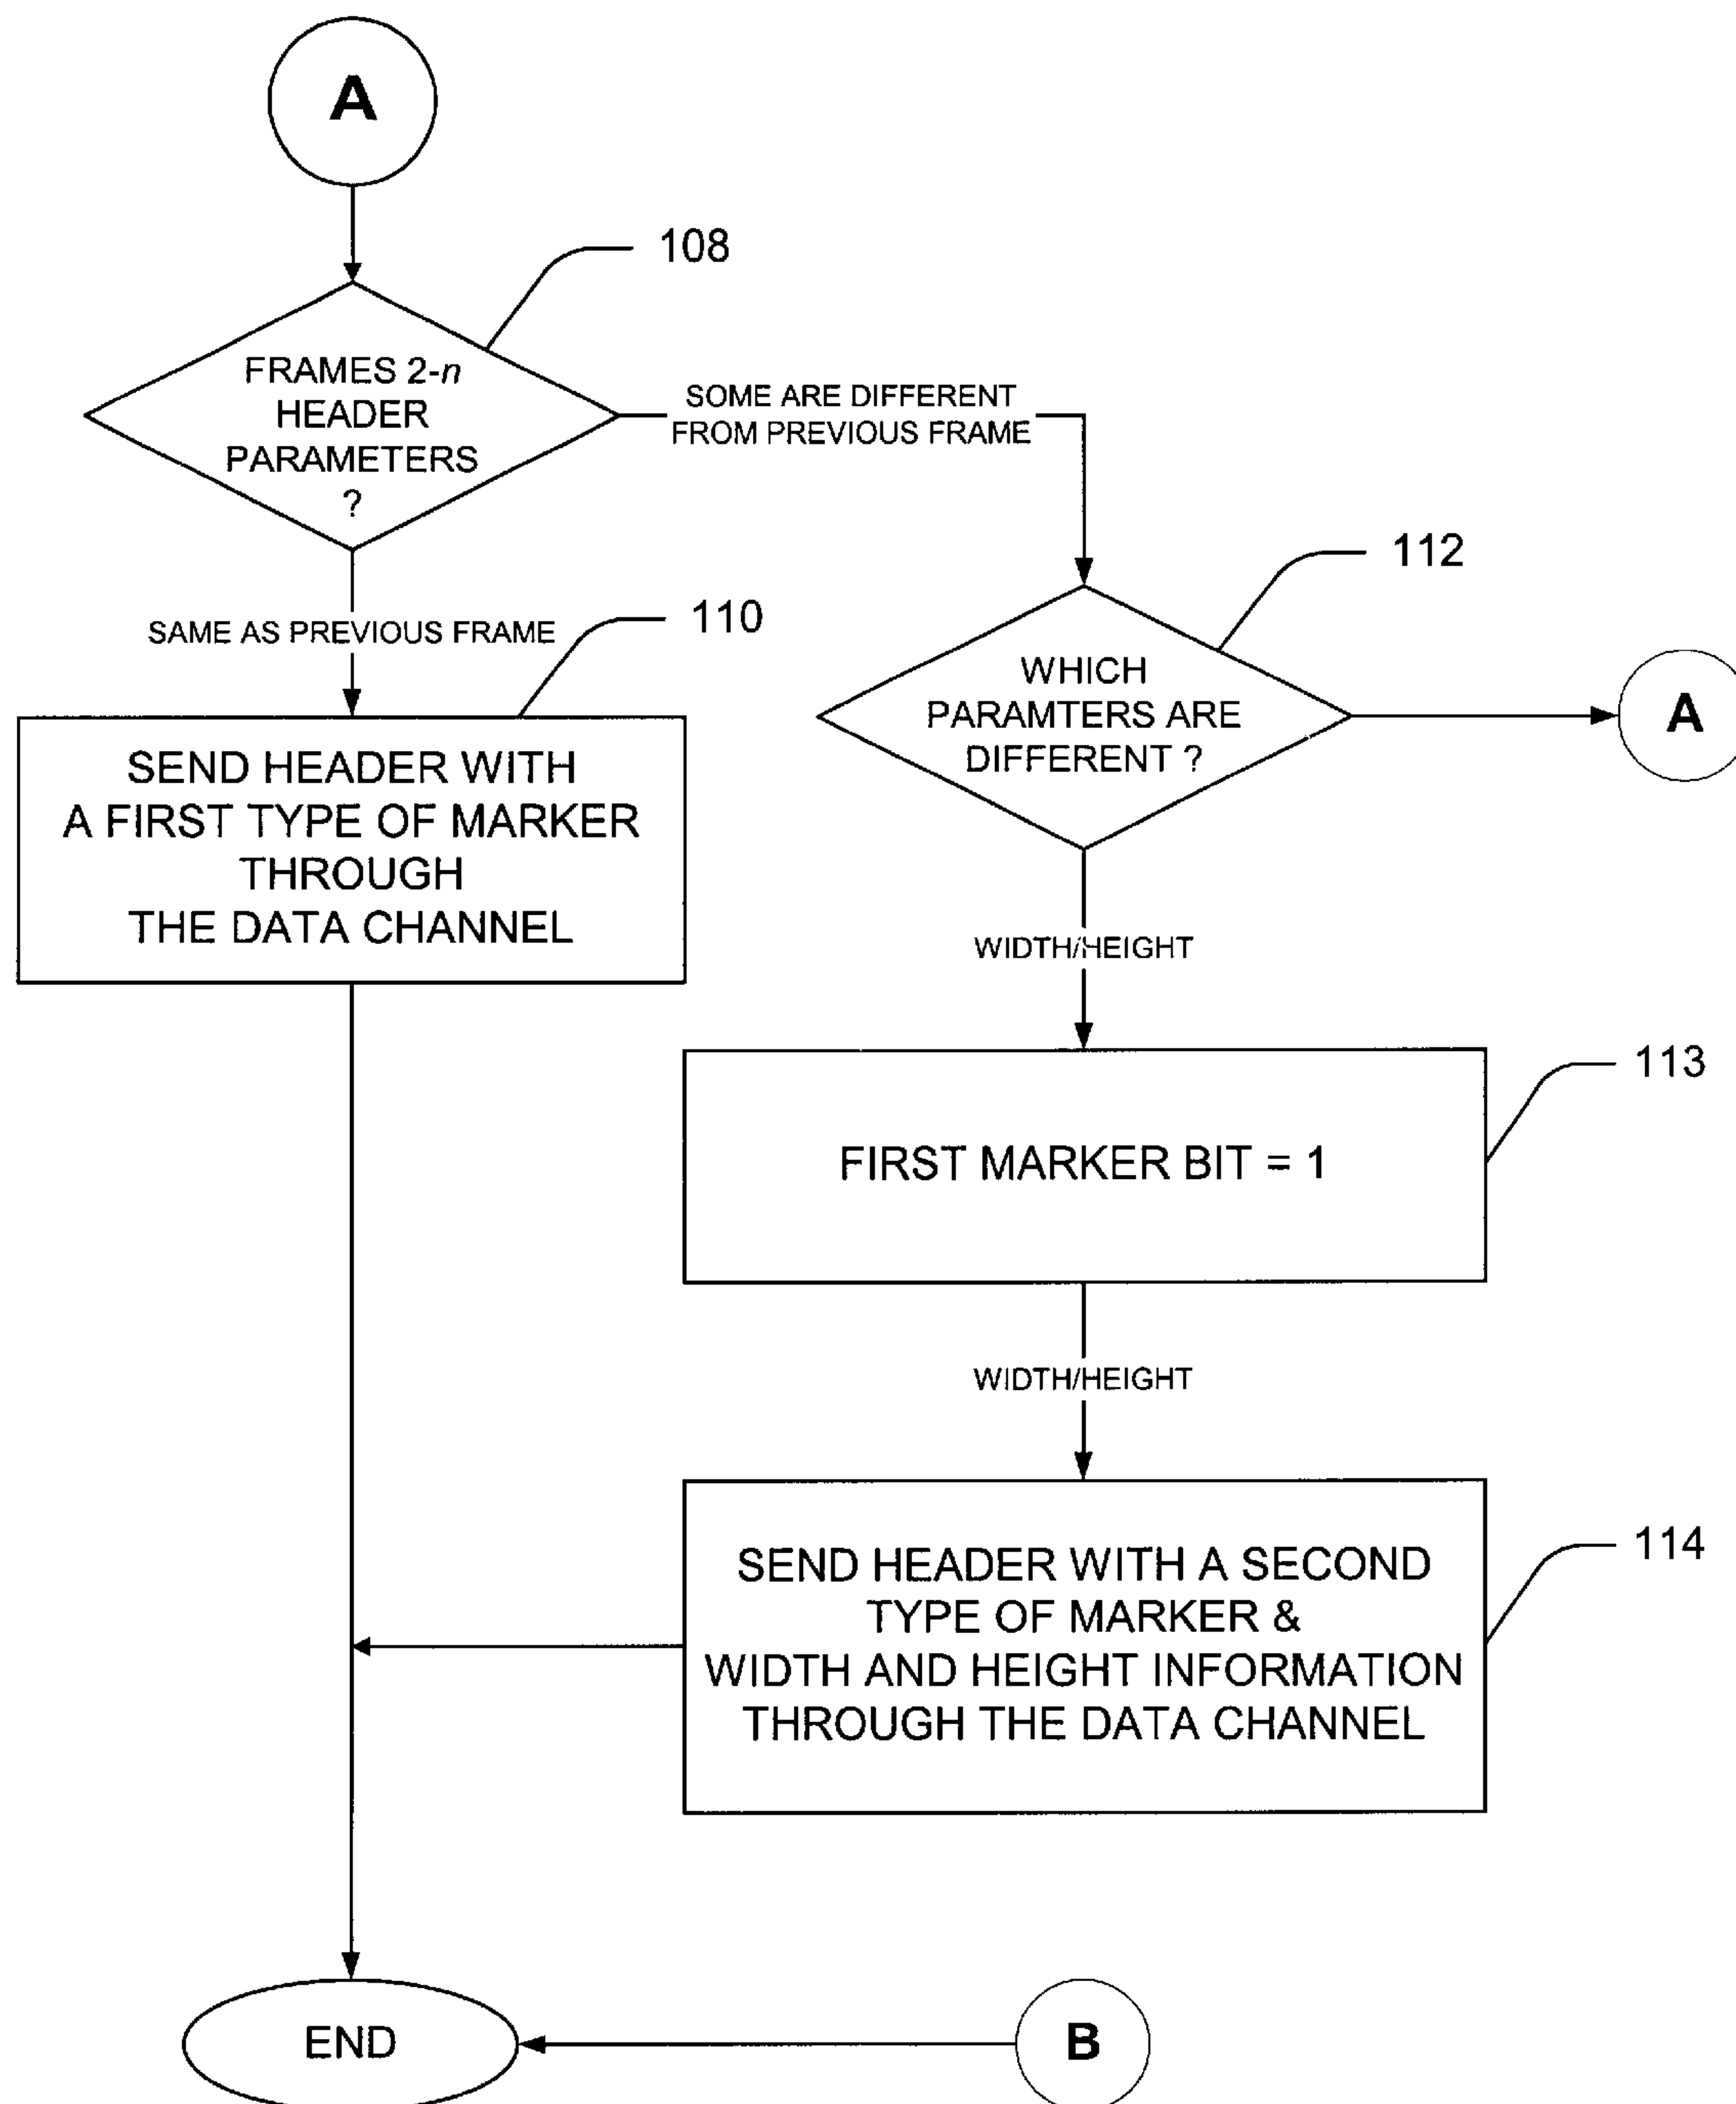 A
108
FRAMES 2-n
HEADER
PARAMETERS
?
SOME ARE DIFFERENT
FROM PREVIOUS FRAME
112
SAME AS PREVIOUS FRAME
110
WHICH
PARAMTERS ARE
DIFFERENT ?
A
SEND HEADER WITH
A FIRST TYPE OF MARKER
THROUGH
THE DATA CHANNEL
WIDTH/HEIGHT
113
FIRST MARKER BIT = 1
WIDTH/HEIGHT
114
SEND HEADER WITH A SECOND
TYPE OF MARKER &
WIDTH AND HEIGHT INFORMATION
THROUGH THE DATA CHANNEL
END
B